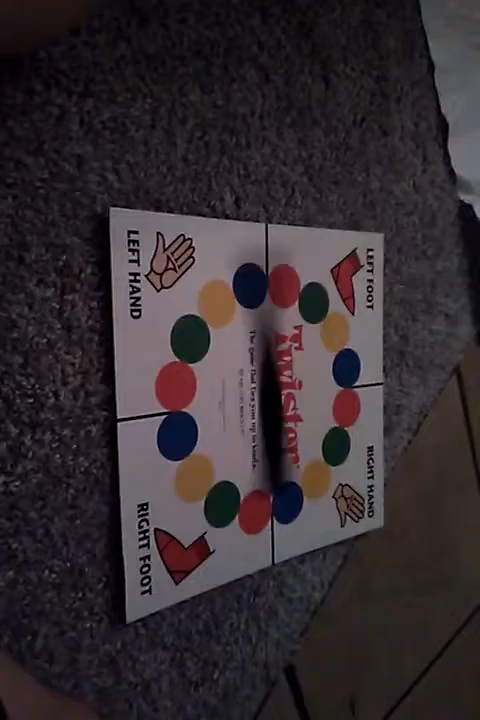 LEFT FOOT
RIGHT HAND
Twister
The game that ties you up in knots.
LEFT HAND
RIGHT FOOT